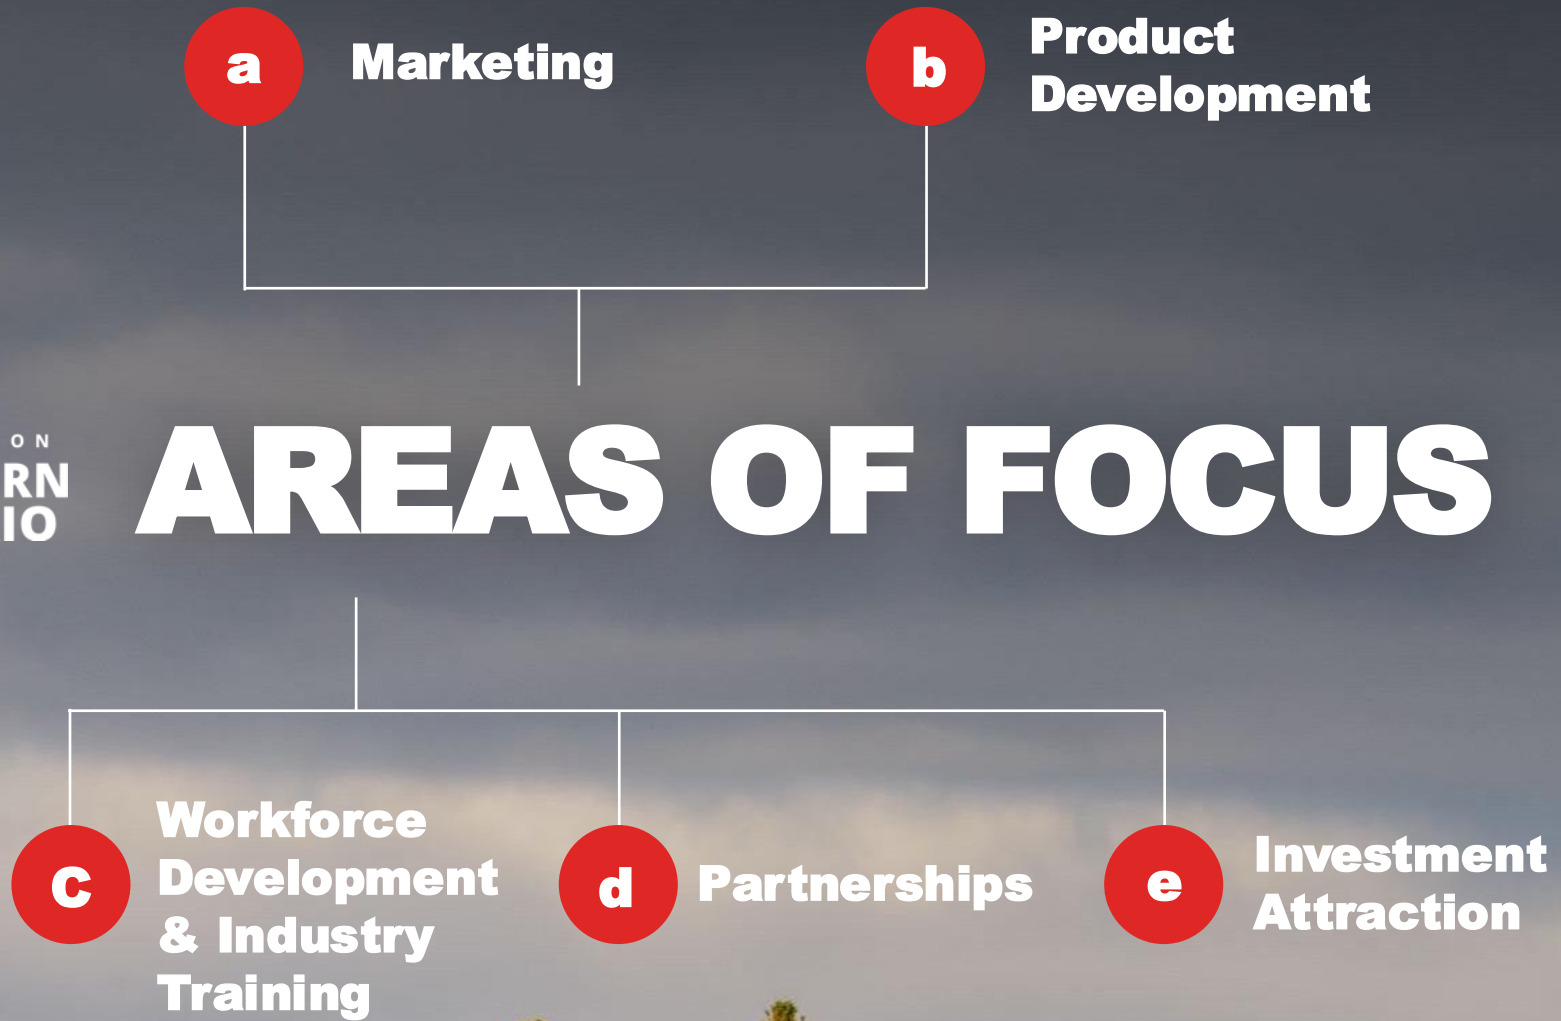 a
Marketing
b
Product
Development
O N
RN
IO
AREAS OF FOCUS
C
Workforce
Development
& Industry
Training
d
Partnerships
e
Investment
Attraction